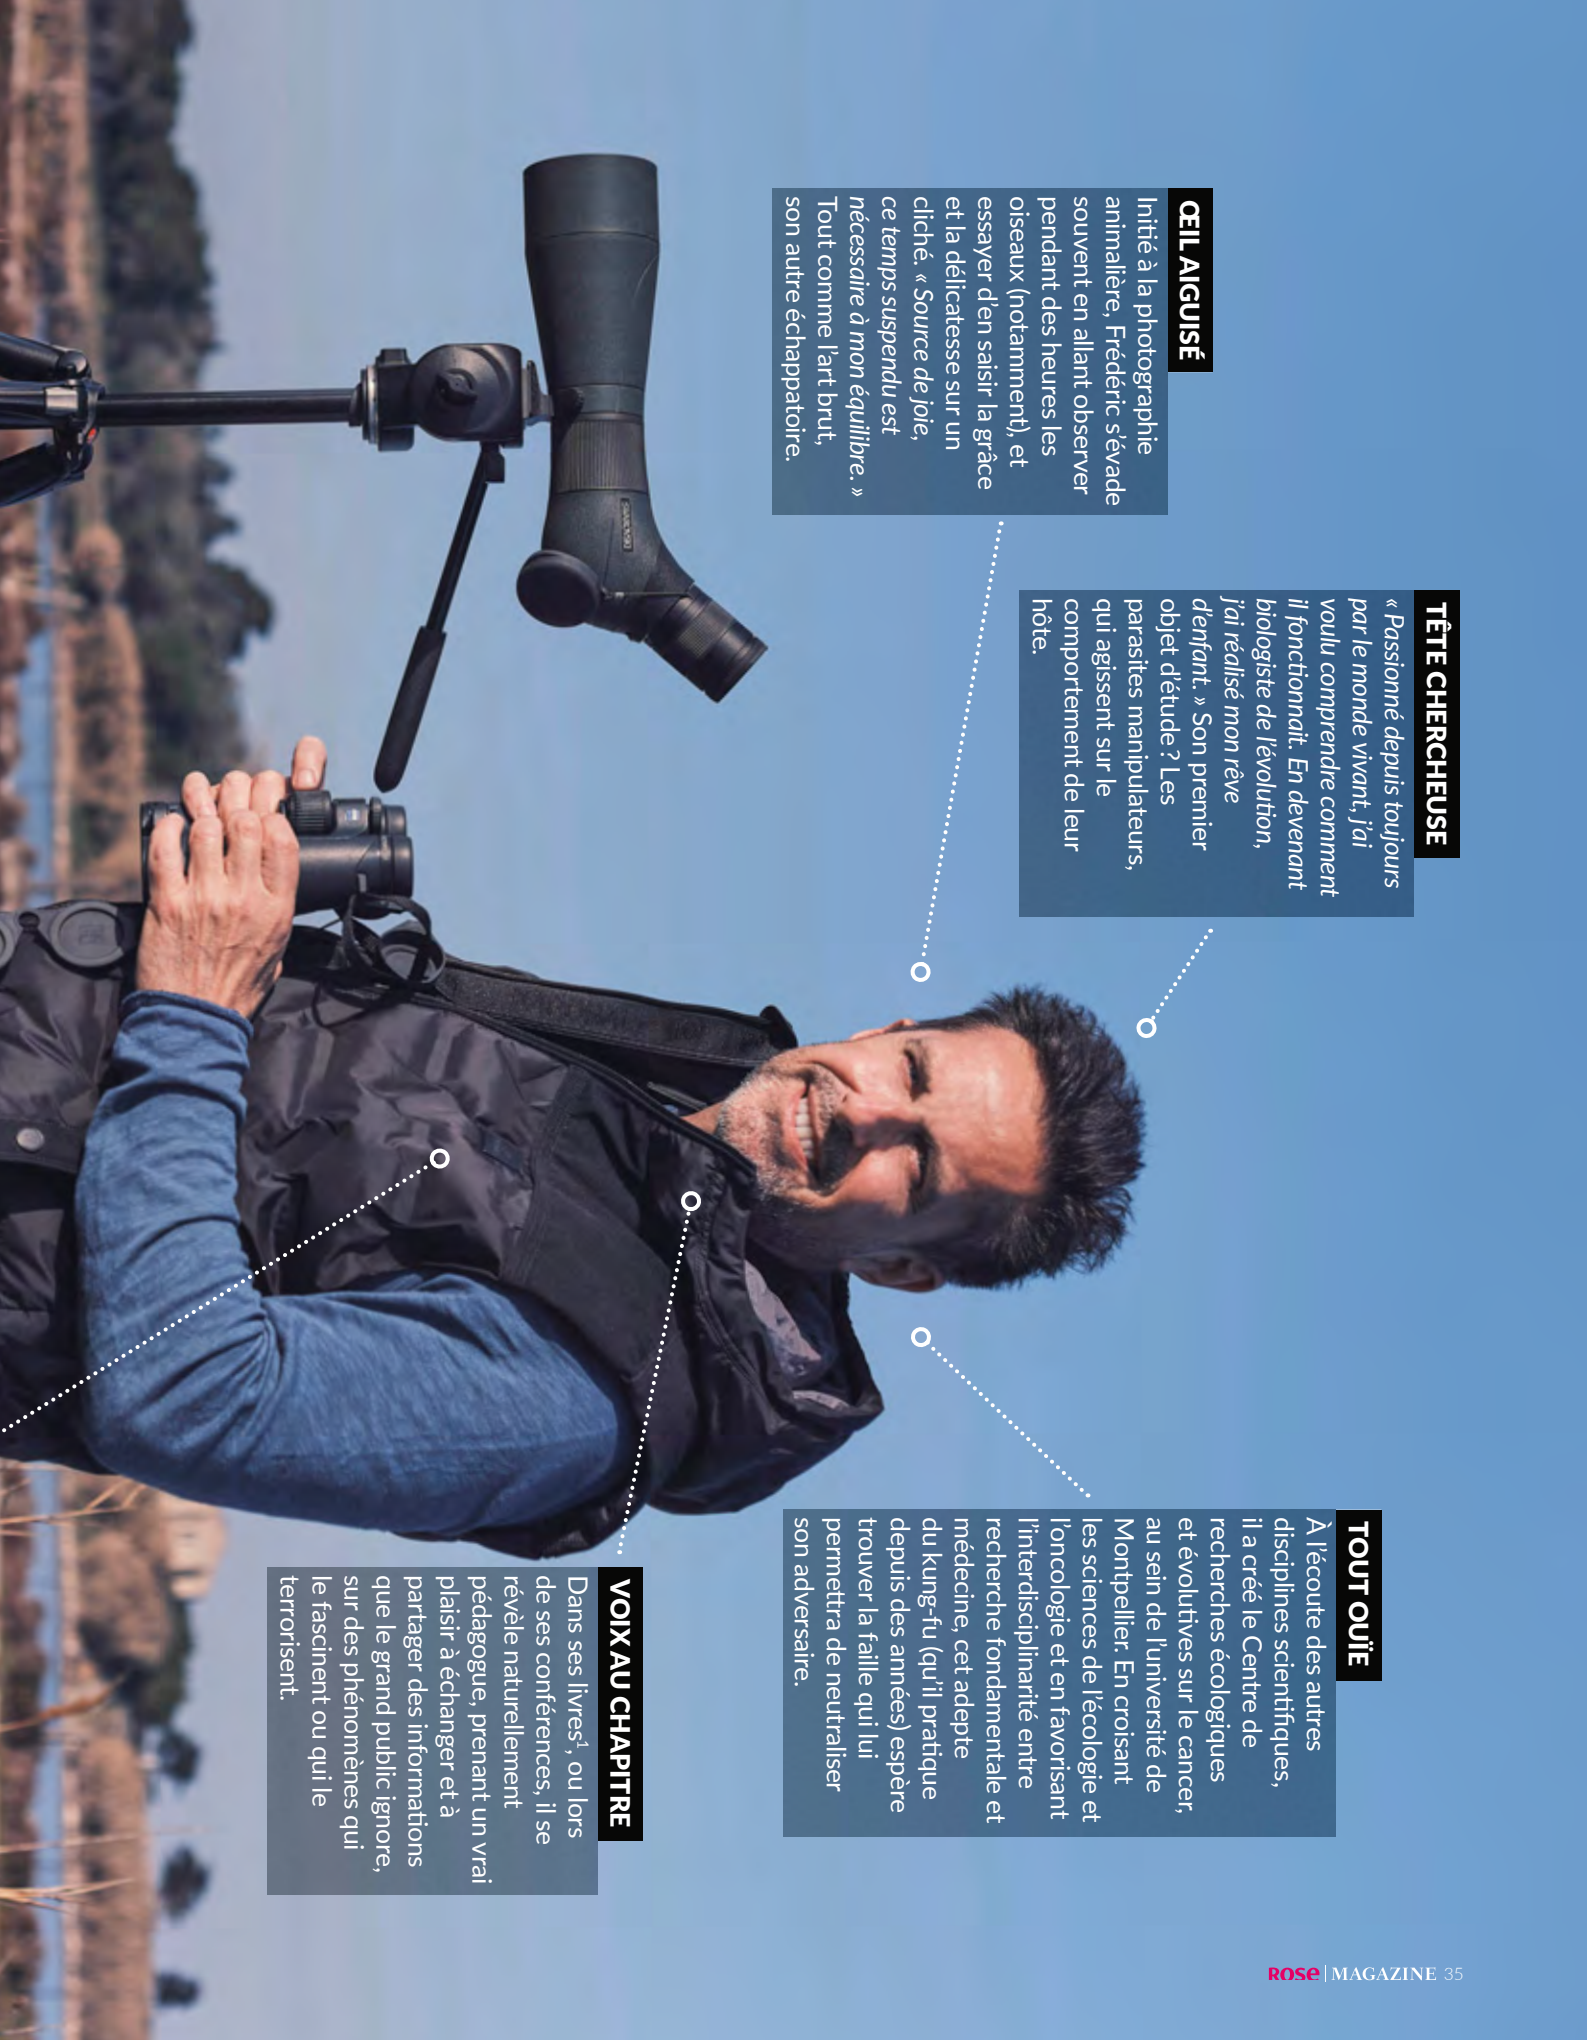 ŒIL AIGUISÉ
Initié à la photographie
animalière, Frédéric s'évade
souvent en allant observer
pendant des heures les
oiseaux (notamment), et
essayer d'en saisir la grâce
et la délicatesse sur un
cliché. « Source de joie,
ce temps suspendu est
nécessaire à mon équilibre. »
Tout comme l'art brut,
son autre échappatoire.
TÊTE CHERCHEUSE
« Passionné depuis toujours
par le monde vivant, j'ai
voulu comprendre comment
il fonctionnait. En devenant
biologiste de l'évolution,
j'ai réalisé mon rêve
d'enfant. » Son premier
objet d'étude ? Les
parasites manipulateurs,
qui agissent sur le
comportement de leur
hôte.
TOUT OUÏE
À l'écoute des autres
disciplines scientifiques,
il a créé le Centre de
recherches écologiques
et évolutives sur le cancer,
au sein de l'université de
Montpellier. En croisant
les sciences de l'écologie et
l'oncologie et en favorisant
l'interdisciplinarité entre
recherche fondamentale et
médecine, cet adepte
du kung-fu (qu'il pratique
depuis des années) espère
trouver la faille qui lui
permettra de neutraliser
son adversaire.
VOIX AU CHAPITRE
Dans ses livres¹, ou lors
de ses conférences, il se
révèle naturellement
pédagogue, prenant un vrai
plaisir à échanger et à
partager des informations
que le grand public ignore,
sur des phénomènes qui
le fascinent ou qui le
terrorisent.
SWAROVSKI
Rose | MAGAZINE 35